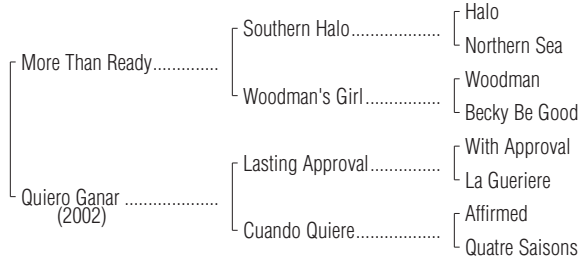 Halo
Southern Halo
Northern Sea
More Than Ready
Woodman
Woodman's Girl
Becky Be Good
With Approval
Lasting Approval
La Gueriere
Quiero Ganar
(2002)
Affirmed
Cuando Quiere
Quatre Saisons